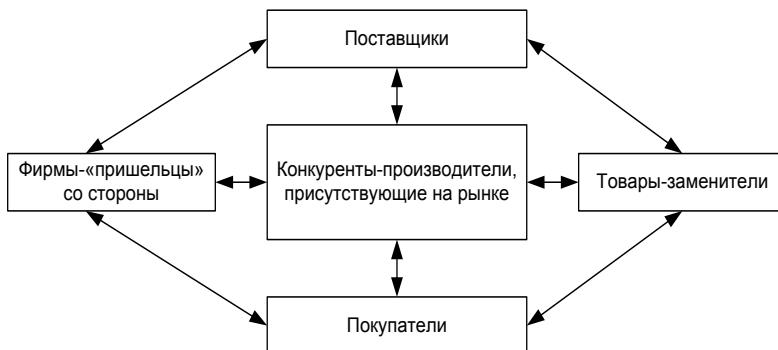 Поставщики
Фирмы-«пришельцы»
со стороны
Конкуренты-производители,
присутствующие на рынке
Товары-заменители
Покупатели